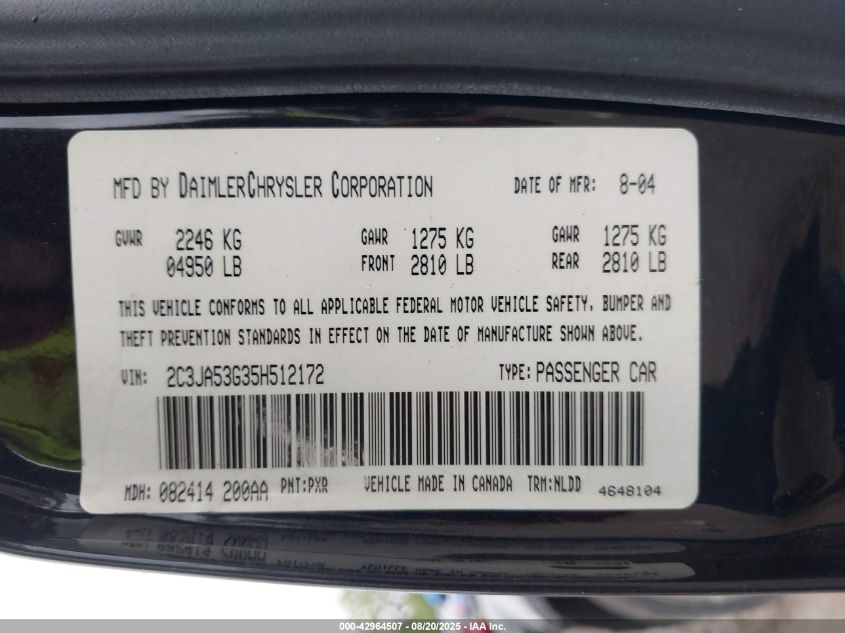 MFD BY DAIMLERCHRYSLER CORPORATION DATE OF MFR: 8-04
GVWR 2246 KG GAWR 1275 KG GAWR 1275 KG
04950 LB FRONT 2810 LB REAR 2810 LB
THIS VEHICLE CONFORMS TO ALL APPLICABLE FEDERAL MOTOR VEHICLE SAFETY, BUMPER AND
THEFT PREVENTION STANDARDS IN EFFECT ON THE DATE OF MANUFACTURE SHOWN ABOVE.
VIN: 2C3JA53G35H512172 TYPE: PASSENGER CAR
MDH: 082414 200AA PNT:PXR VEHICLE MADE IN CANADA TRM:NLDD 4648104
000-42964507 - 08/20/2025 - IAA Inc.